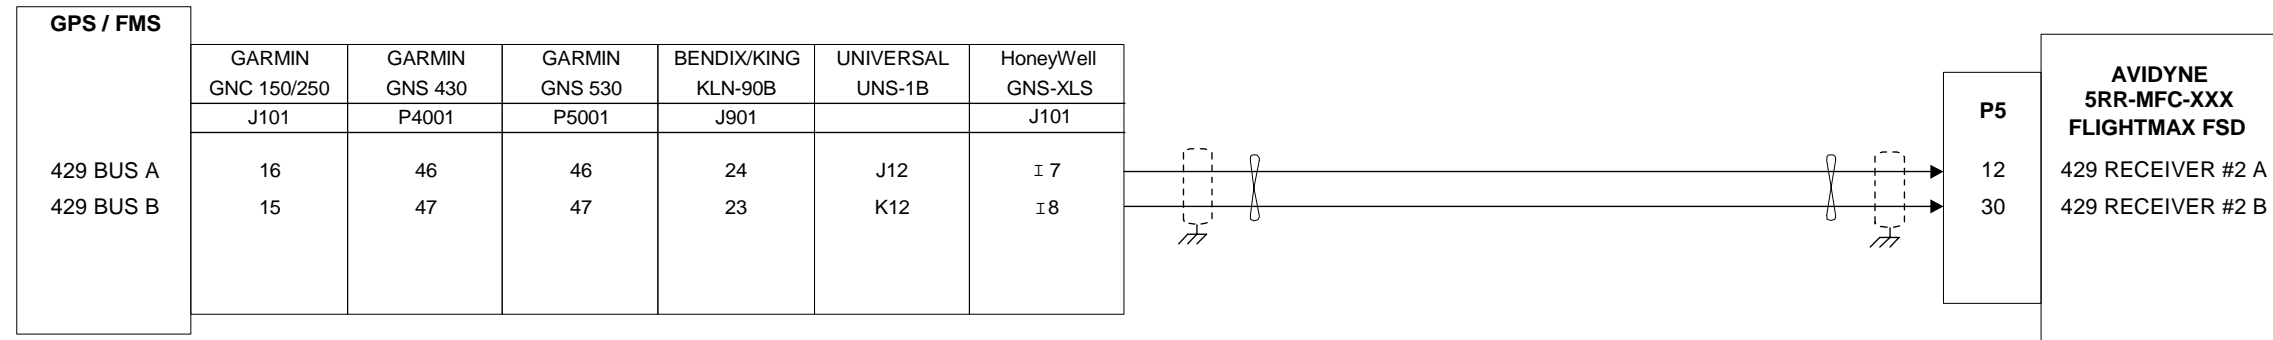 GPS / FMS
GARMIN GARMIN GARMIN BENDIX/KING UNIVERSAL HoneyWell
GNC 150/250 GNS 430 GNS 530 KLN-90B UNS-1B GNS-XLS
J101 P4001 P5001 J901 J101
429 BUS A 16 46 46 24 J12 I 7
429 BUS B 15 47 47 23 K12 I8
P5
12
30
AVIDYNE
5RR-MFC-XXX
FLIGHTMAX FSD
429 RECEIVER #2 A
429 RECEIVER #2 B